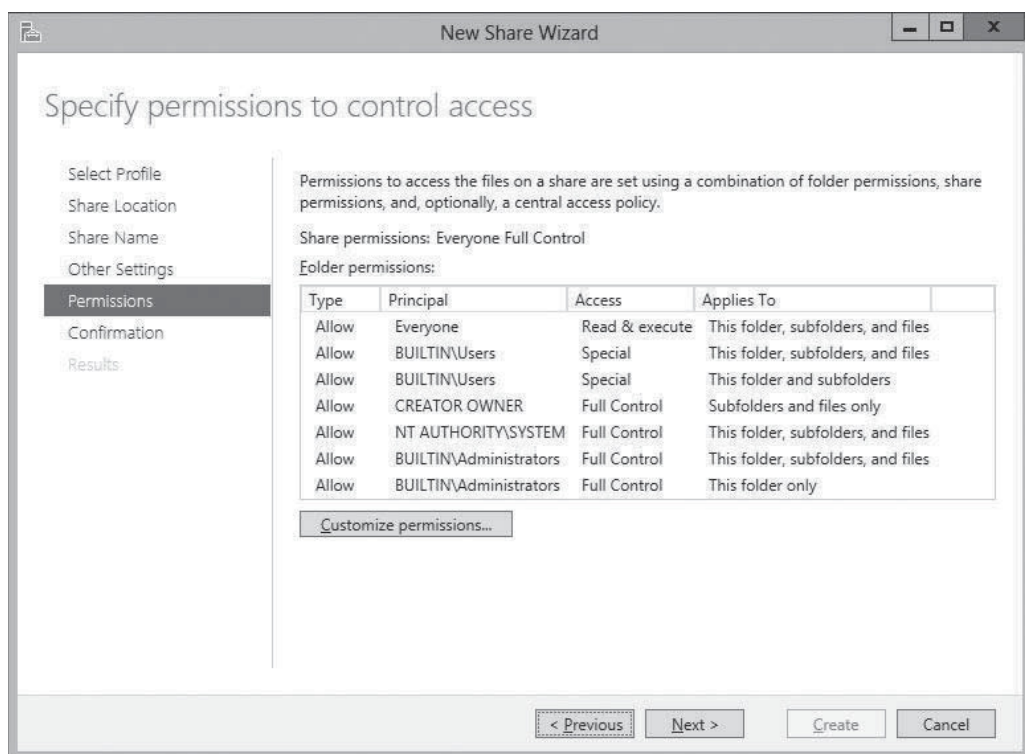 New Share Wizard
Specify permissions to control access
Select Profile
Share Location
Share Name
Other Settings
Permissions
Confirmation
Results
Permissions to access the files on a share are set using a combination of folder permissions, share
permissions, and, optionally, a central access policy.
Share permissions: Everyone Full Control
Folder permissions:
Type Principal Access Applies To
Allow Everyone Read & execute This folder, subfolders, and files
Allow BUILTIN\Users Special This folder, subfolders, and files
Allow BUILTIN\Users Special This folder and subfolders
Allow CREATOR OWNER Full Control Subfolders and files only
Allow NT AUTHORITY\SYSTEM Full Control This folder, subfolders, and files
Allow BUILTIN\Administrators Full Control This folder, subfolders, and files
Allow BUILTIN\Administrators Full Control This folder only
Customize permissions...
< Previous Next > Create Cancel